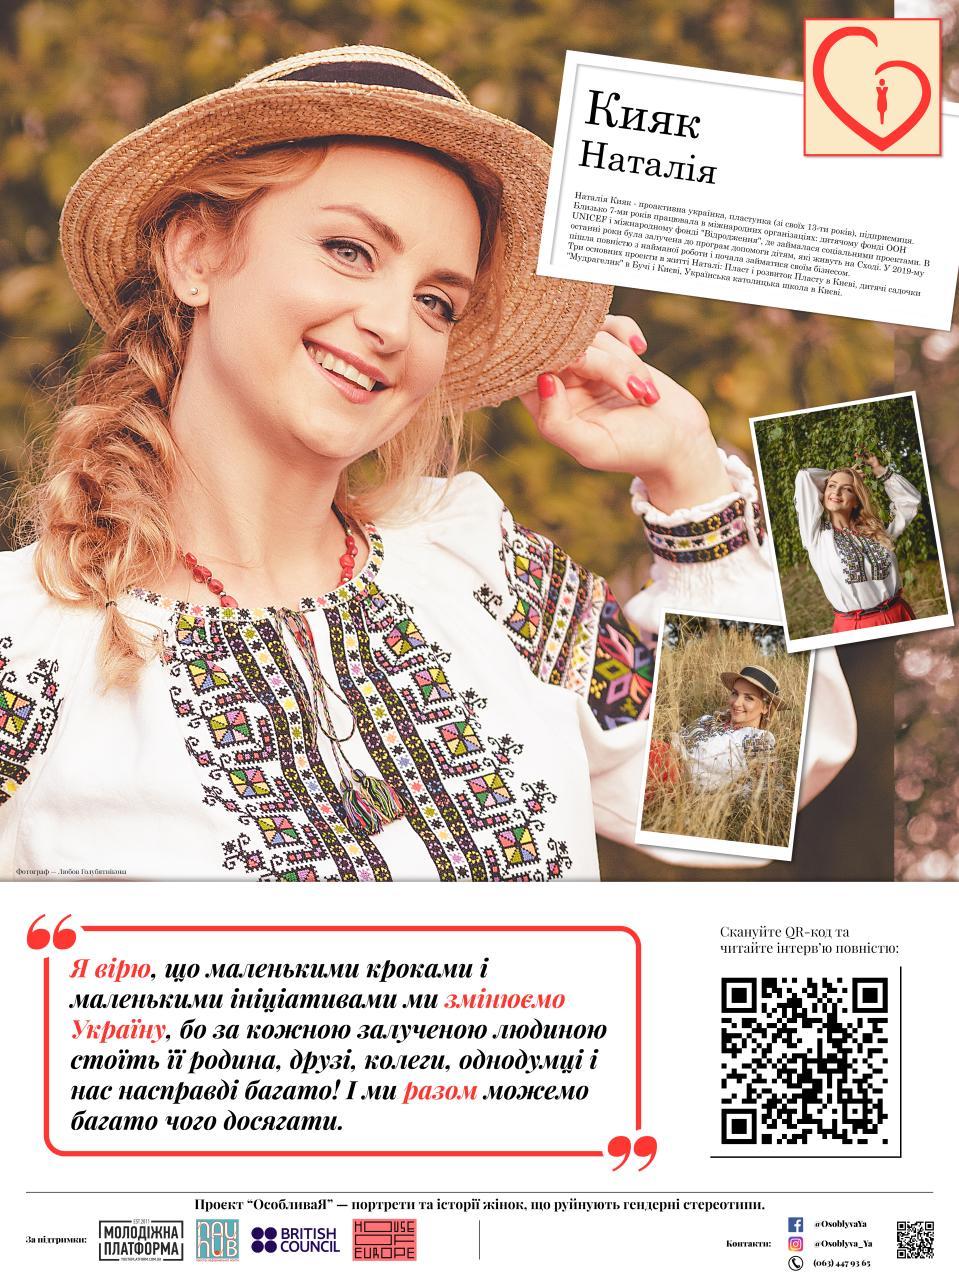 Кияк
Наталія
Наталія Кияк - проактивна українка, пластунка (зі своїх 13-ти років), підприємиця.
Близько 7-ми років працювала в міжнародних організаціях: дитячому фонді ООН
UNICEF і міжнародному фонді "Відродження", де займалася соціальними проектами. В
останні роки була залучена до програм допомоги дітям, які живуть на Сході. У 2019-му
пішла повністю з найманої роботи і почала займатися своїм бізнесом.
Три основних проекти в житті Наталі: Пласт і розвиток Пласту в Києві, дитячі садочки
"Мудрагелик" в Бучі і Києві, Українська католицька школа в Києві.
Фотограф — Любов Голубятнікова
Скануйте QR-код та
читайте інтерв'ю повністю:
“
Я вірю, що маленькими кроками і
маленькими ініціативами ми змінюємо
Україну, бо за кожною залученою людиною
стоїть її родина, друзі, колеги, однодумці і
нас насправді багато! І ми разом можемо
багато чого досягати.
”
Проєкт “ОсобливаЯ” — портрети та історії жінок, що руйнують гендерні стереотипи.
За підтримки:
EST.2011
МОЛОДІЖНА
ПЛАТФОРМА
BRITISH
COUNCIL
HOUSE
OF
EUROPE
Контакти:
@OsoblyvaYa
@Osoblyva_Ya
(063) 447 93 65